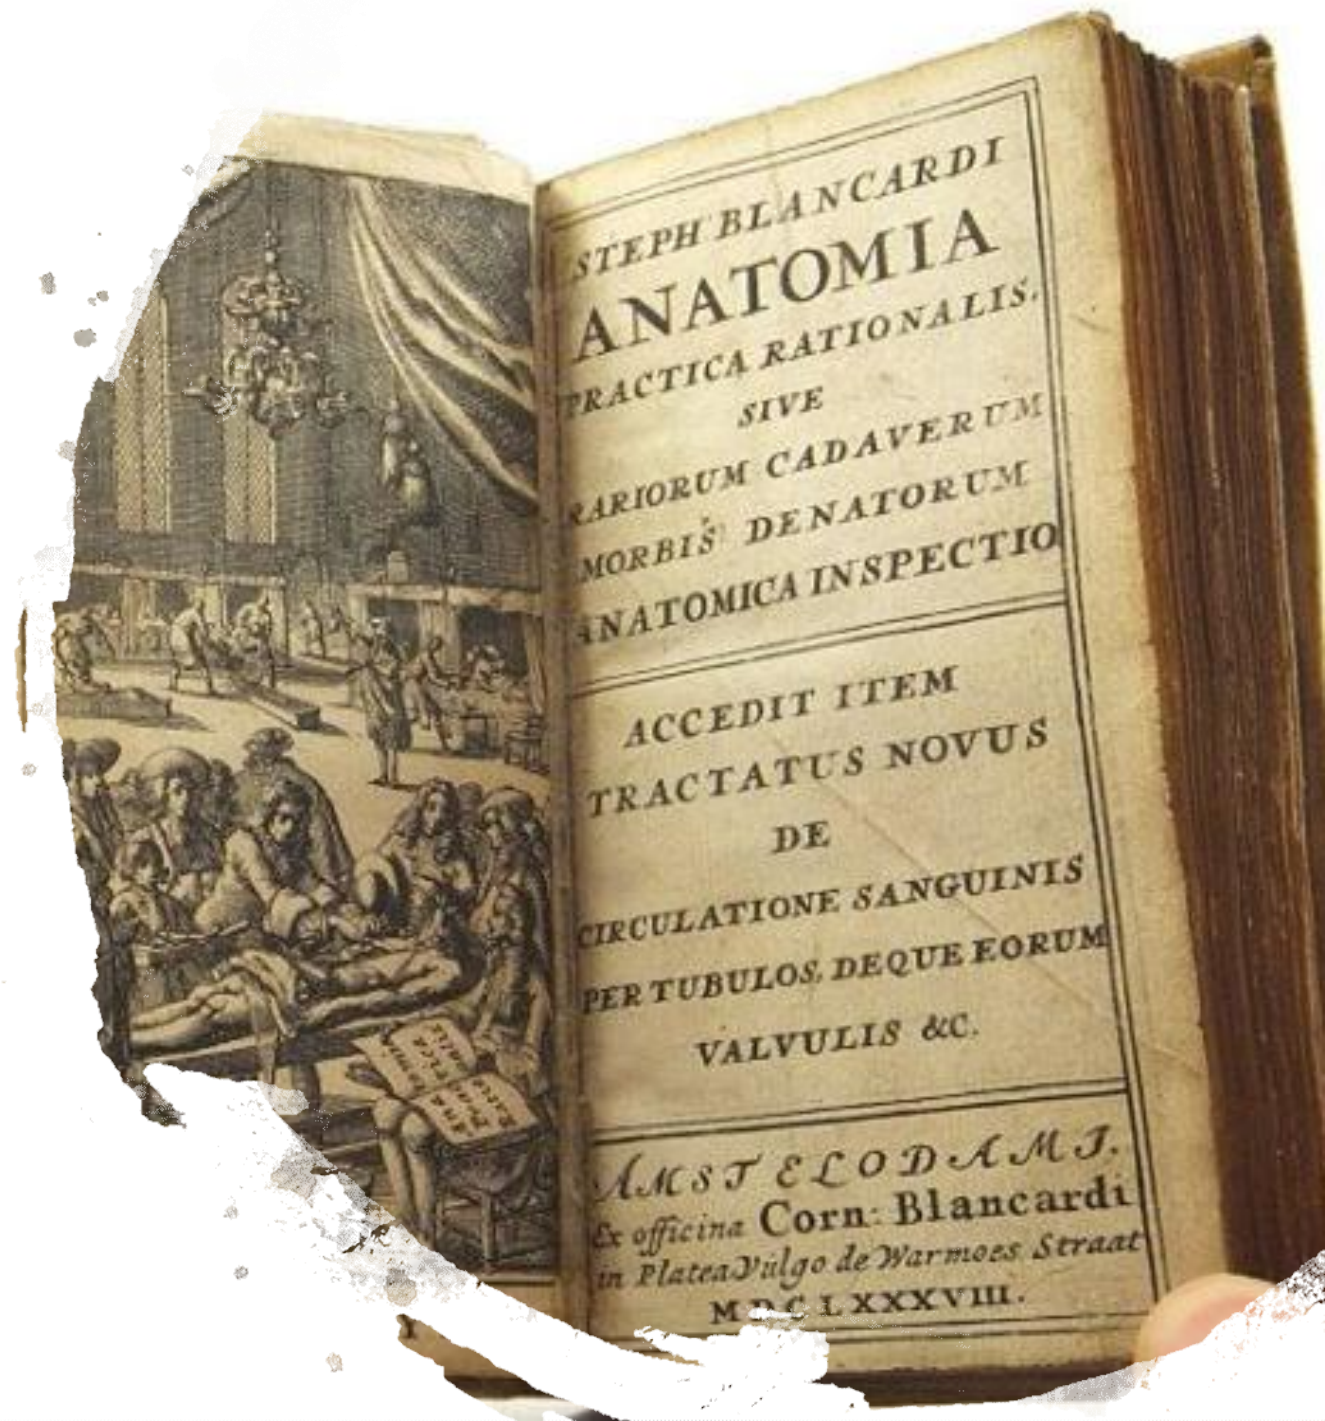 STEPH BLANCARDI
ANATOMIA
PRACTICA RATIONALIS,
SIVE
RARIORUM CADAVERUM
MORBIS DENATORUM
ANATOMICA INSPECTIO
ACCEDIT ITEM
TRACTATUS NOVUS
DE
CIRCULATIONE SANGUINIS
PER TUBULOS, DEQUE EORUM
VALVULIS &C.
AMSTELODAMI.
Ex officina Corn: Blancardi
in Platea Vulgo de Warmoes Straat
MDCLXXXVIII.